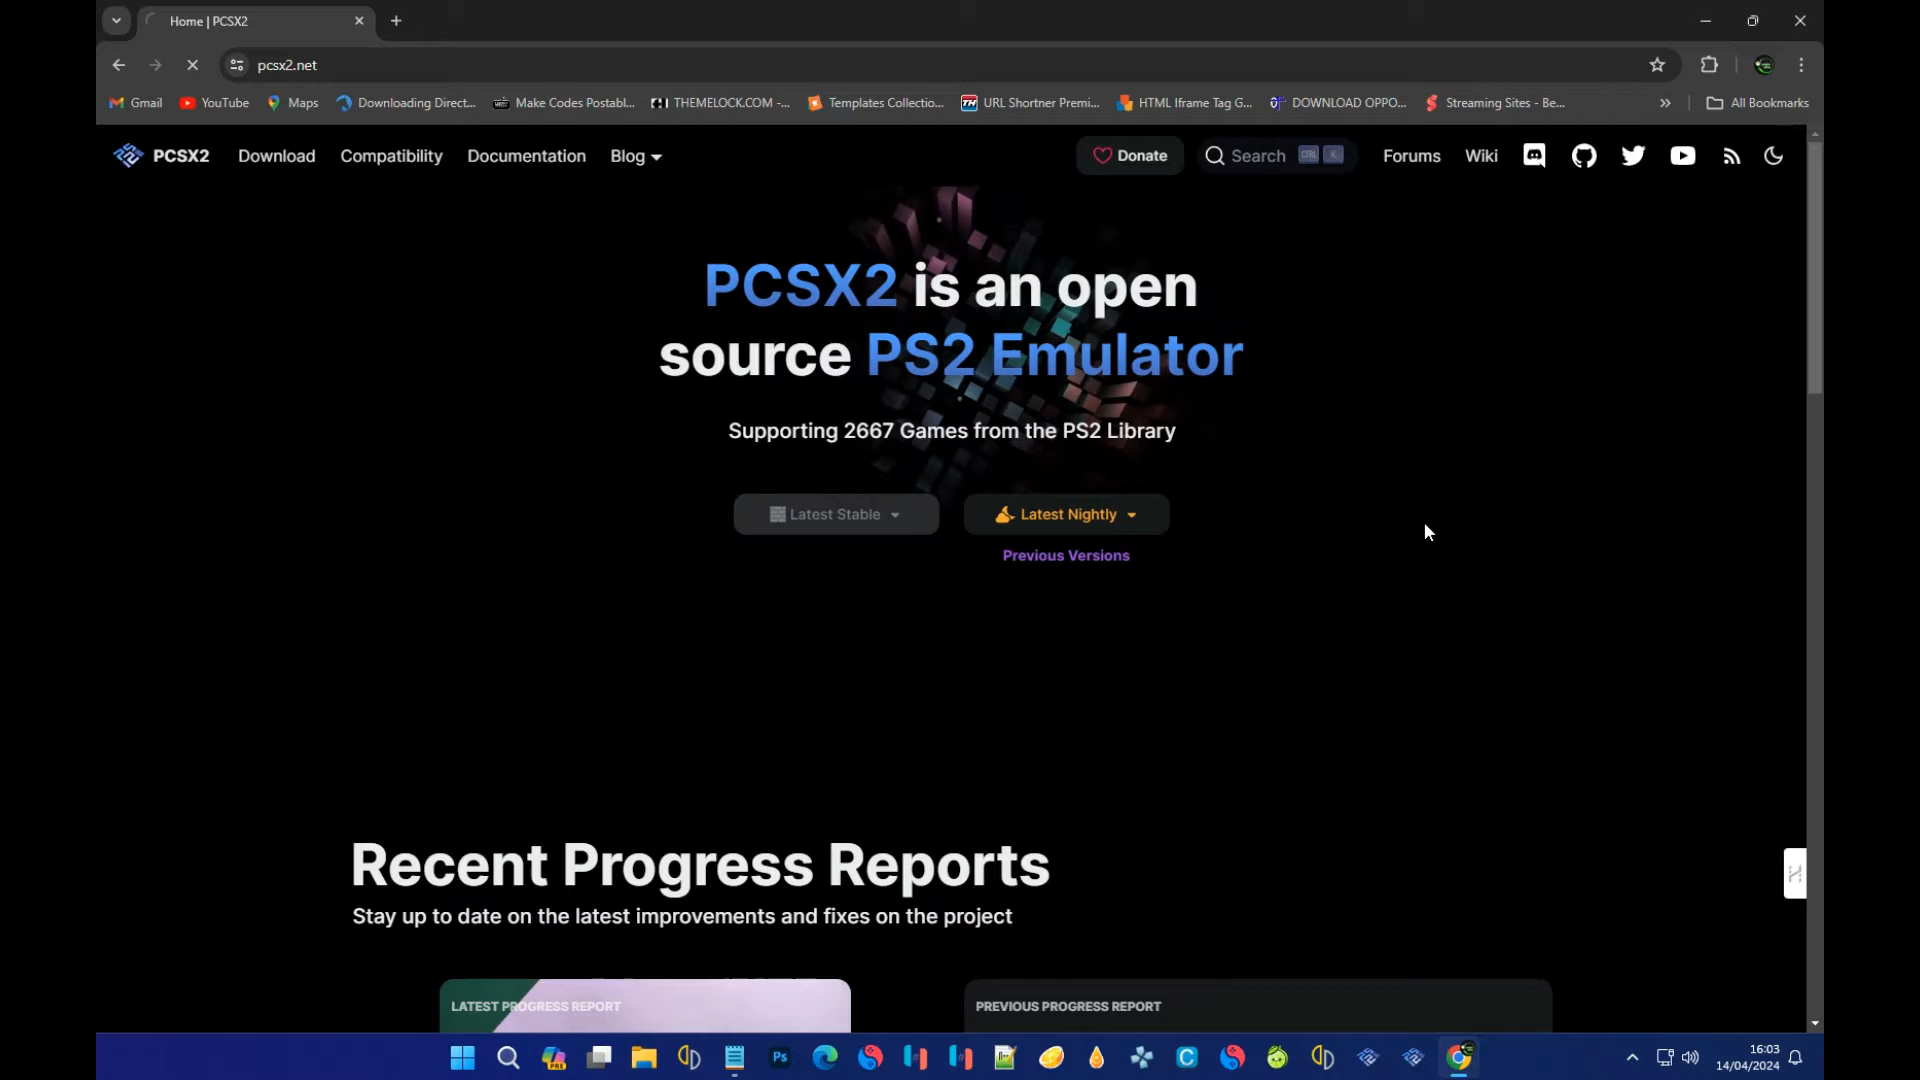 Home | PCSX2
pcsx2.net
Gmail YouTube Maps Downloading Direct... Make Codes Postabl... THEMELOCK.COM -... Templates Collectio... URL Shortner Premi... HTML Iframe Tag G... DOWNLOAD OPPO... Streaming Sites - Be... » All Bookmarks
PCSX2 Download Compatibility Documentation Blog Donate Search CTRL K Forums Wiki
PCSX2 is an open
source PS2 Emulator
Supporting 2667 Games from the PS2 Library
Latest Stable Latest Nightly
Previous Versions
Recent Progress Reports
Stay up to date on the latest improvements and fixes on the project
LATEST PROGRESS REPORT PREVIOUS PROGRESS REPORT
PRE Ps C 16:03
14/04/2024